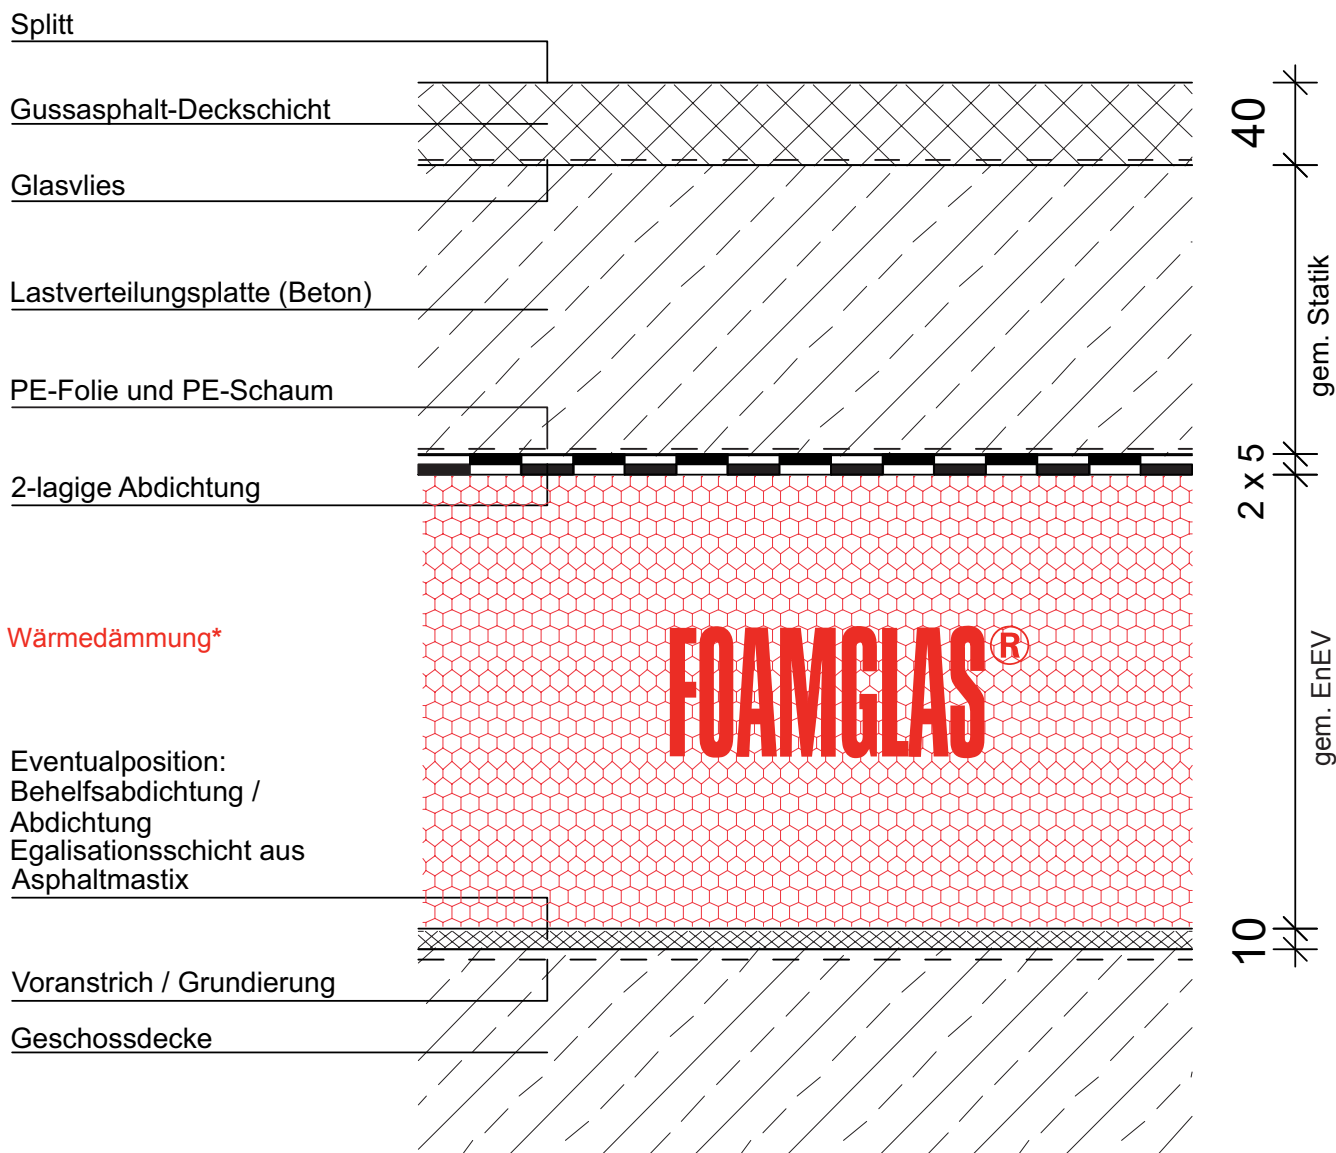 Splitt
Gussasphalt-Deckschicht
Glasvlies
Lastverteilungsplatte (Beton)
PE-Folie und PE-Schaum
2-lagige Abdichtung
Wärmedämmung*
Eventualposition:
Behelfsabdichtung /
Abdichtung
Egalisationsschicht aus
Asphaltmastix
Voranstrich / Grundierung
Geschossdecke
FOAMGLAS®
40
gem. Statik
2 x 5
gem. EnEV
10